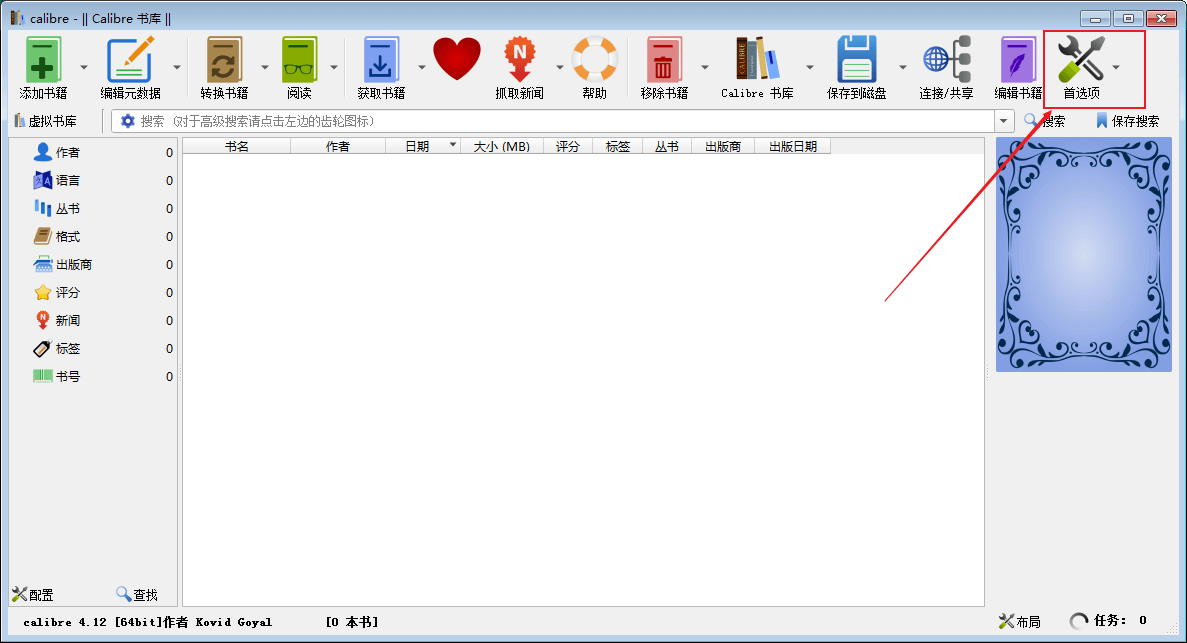 calibre - || Calibre 书库 ||
添加书籍 编辑元数据 转换书籍 阅读 获取书籍 抓取新闻 帮助 移除书籍 Calibre 书库 保存到磁盘 连接/共享 编辑书籍 首选项
N
CALIBRE
虚拟书库 搜索 （对于高级搜索请点击左边的齿轮图标） 搜索 保存搜索
书名 作者 日期 大小 (MB) 评分 标签 丛书 出版商 出版日期
作者 0
语言 0
丛书 0
格式 0
出版商 0
评分 0
新闻 0
标签 0
书号 0
配置 查找
calibre 4.12 [64bit]作者 Kovid Goyal [0 本书] 布局 任务： 0